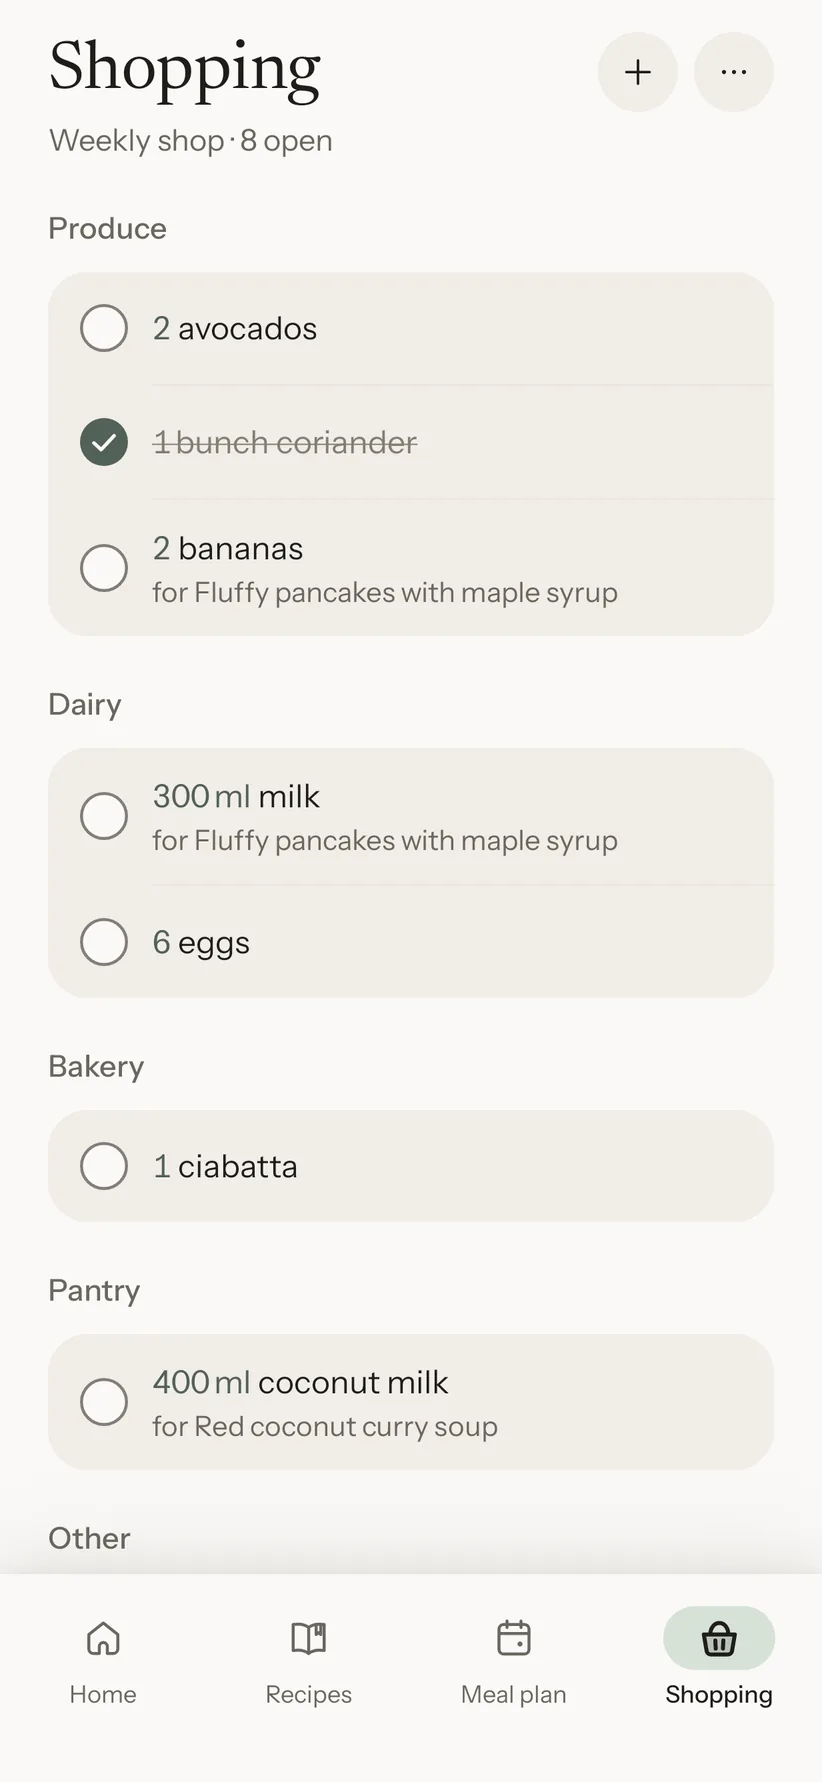 Shopping
Weekly shop · 8 open
Produce
2 avocados
1 bunch coriander
2 bananas
for Fluffy pancakes with maple syrup
Dairy
300 ml milk
for Fluffy pancakes with maple syrup
6 eggs
Bakery
1 ciabatta
Pantry
400 ml coconut milk
for Red coconut curry soup
Other
Home
Recipes
Meal plan
Shopping